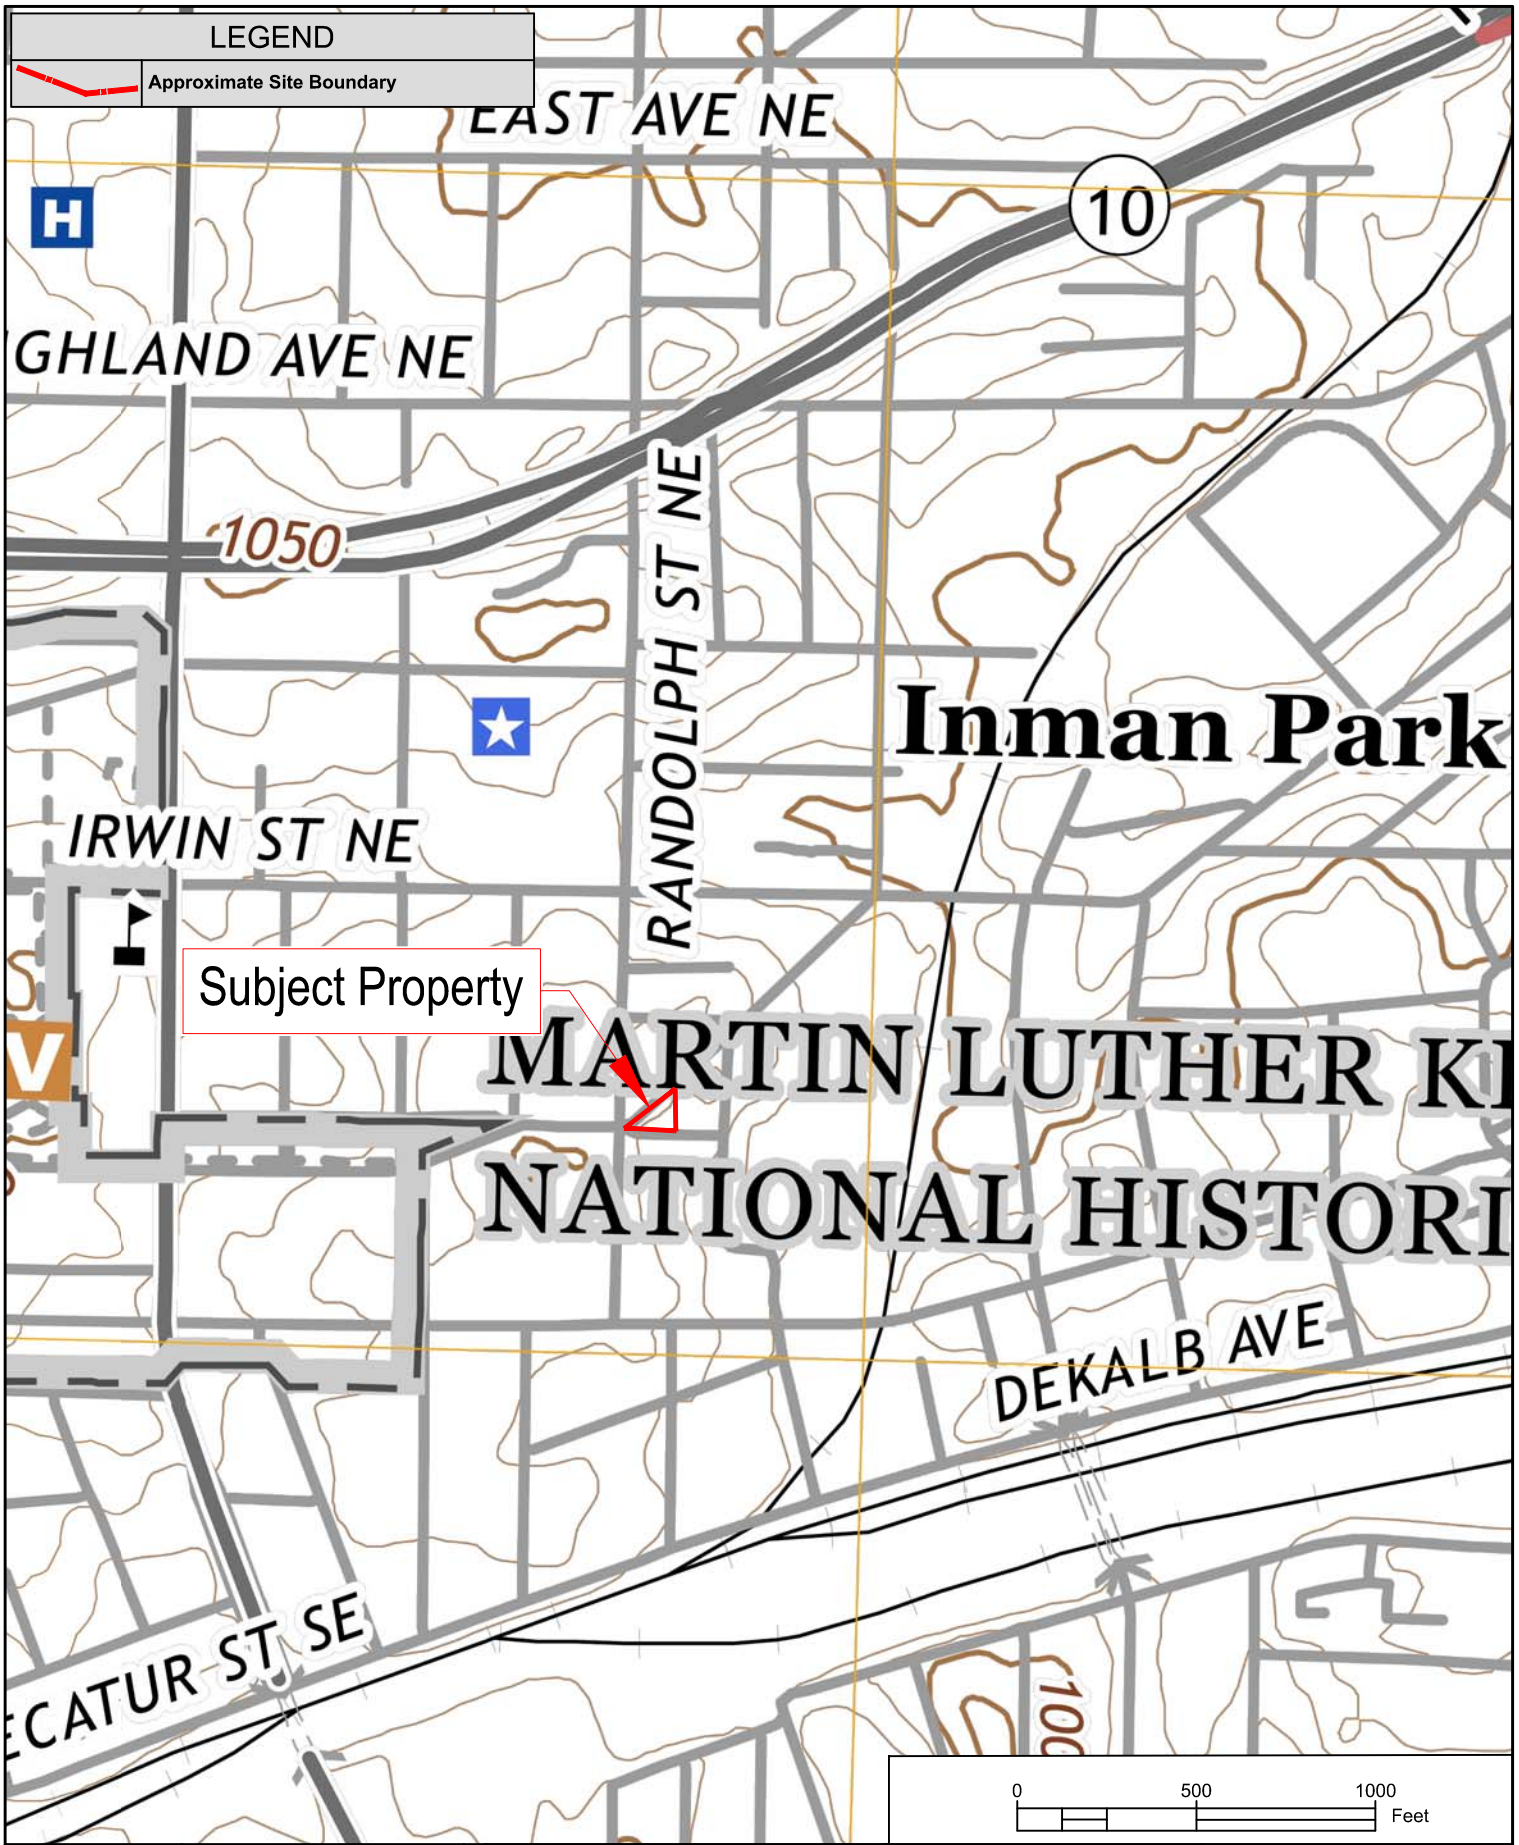 LEGEND
Approximate Site Boundary
EAST AVE NE
H
10
GHLAND AVE NE
1050
RANDOLPH ST NE
Inman Park
IRWIN ST NE
Subject Property
V
MARTIN LUTHER KI
NATIONAL HISTORI
DEKALB AVE
ECATUR ST SE
100
0 500 1000
Feet